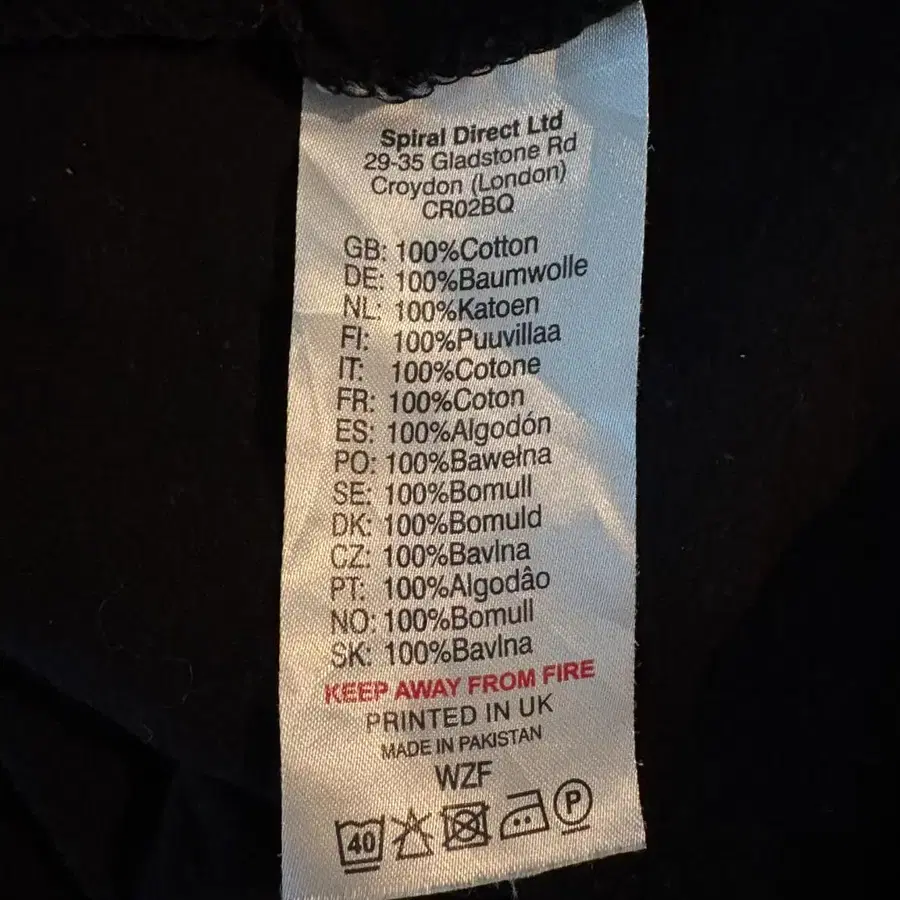 Spiral Direct Ltd
29-35 Gladstone Rd
Croydon (London)
CR02BQ
GB: 100%Cotton
DE: 100%Baumwolle
NL: 100%Katoen
FI: 100%Puuvillaa
IT: 100%Cotone
FR: 100%Coton
ES: 100%Algodón
PO: 100%Bawełna
SE: 100%Bomull
DK: 100%Bomuld
CZ: 100%Bavlna
PT: 100%Algodâo
NO: 100%Bomull
SK: 100%Bavlna
KEEP AWAY FROM FIRE
PRINTED IN UK
MADE IN PAKISTAN
WZF
40 P